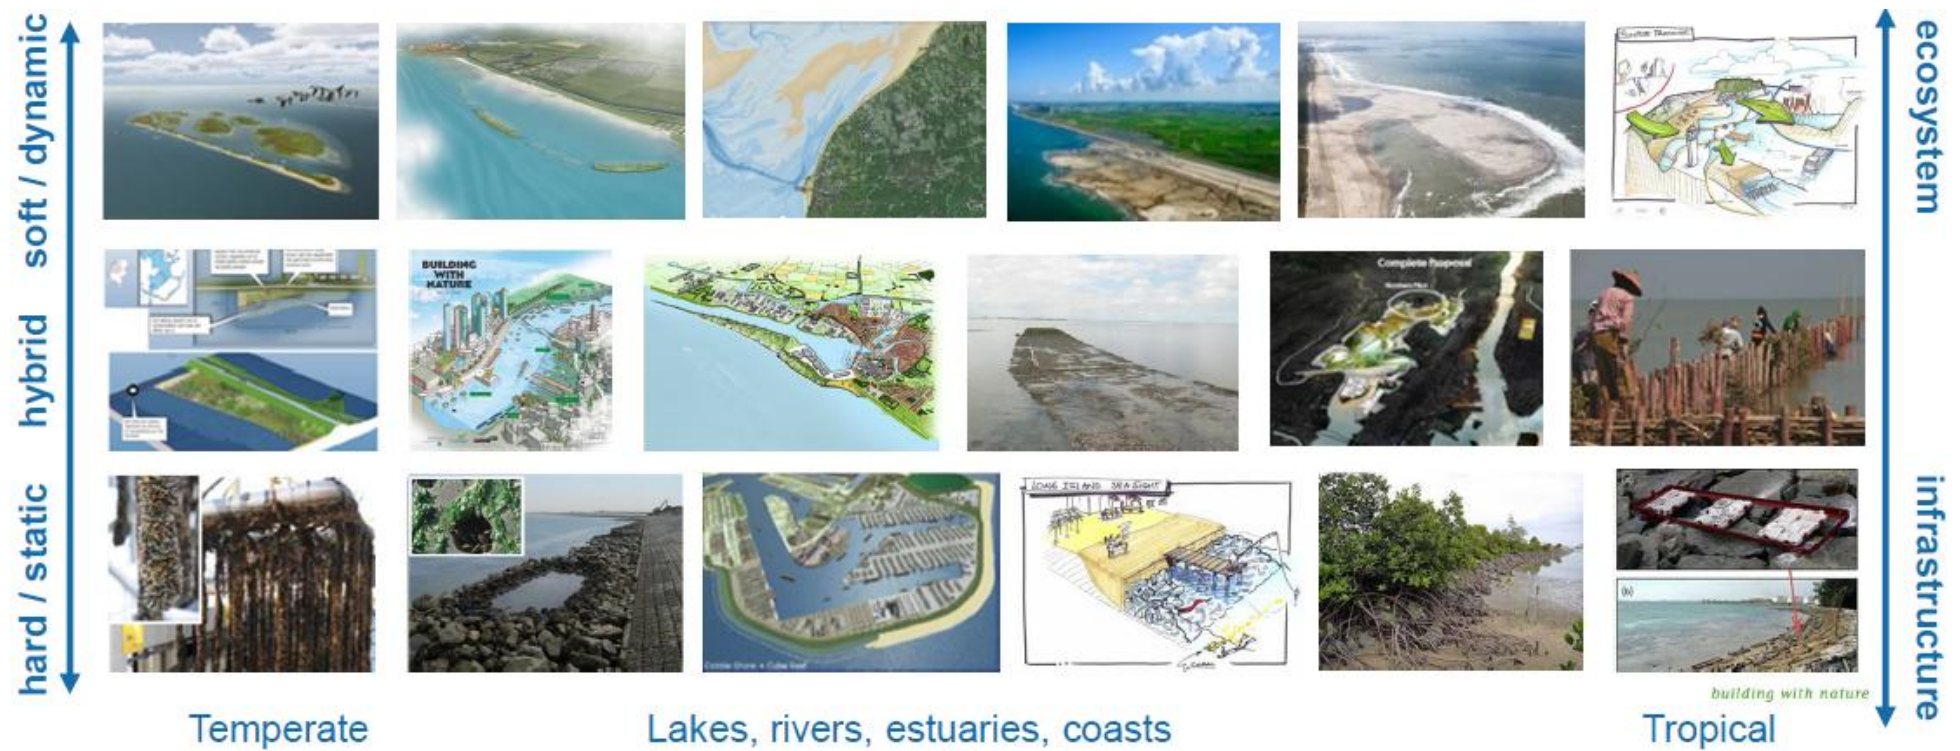 soft / dynamic
hybrid
hard / static
ecosystem
infrastructure
BUILDING
WITH
NATURE
Complete Proposal
LONG ISLAND SEA SIGHT
(b)
building with nature
Temperate
Lakes, rivers, estuaries, coasts
Tropical